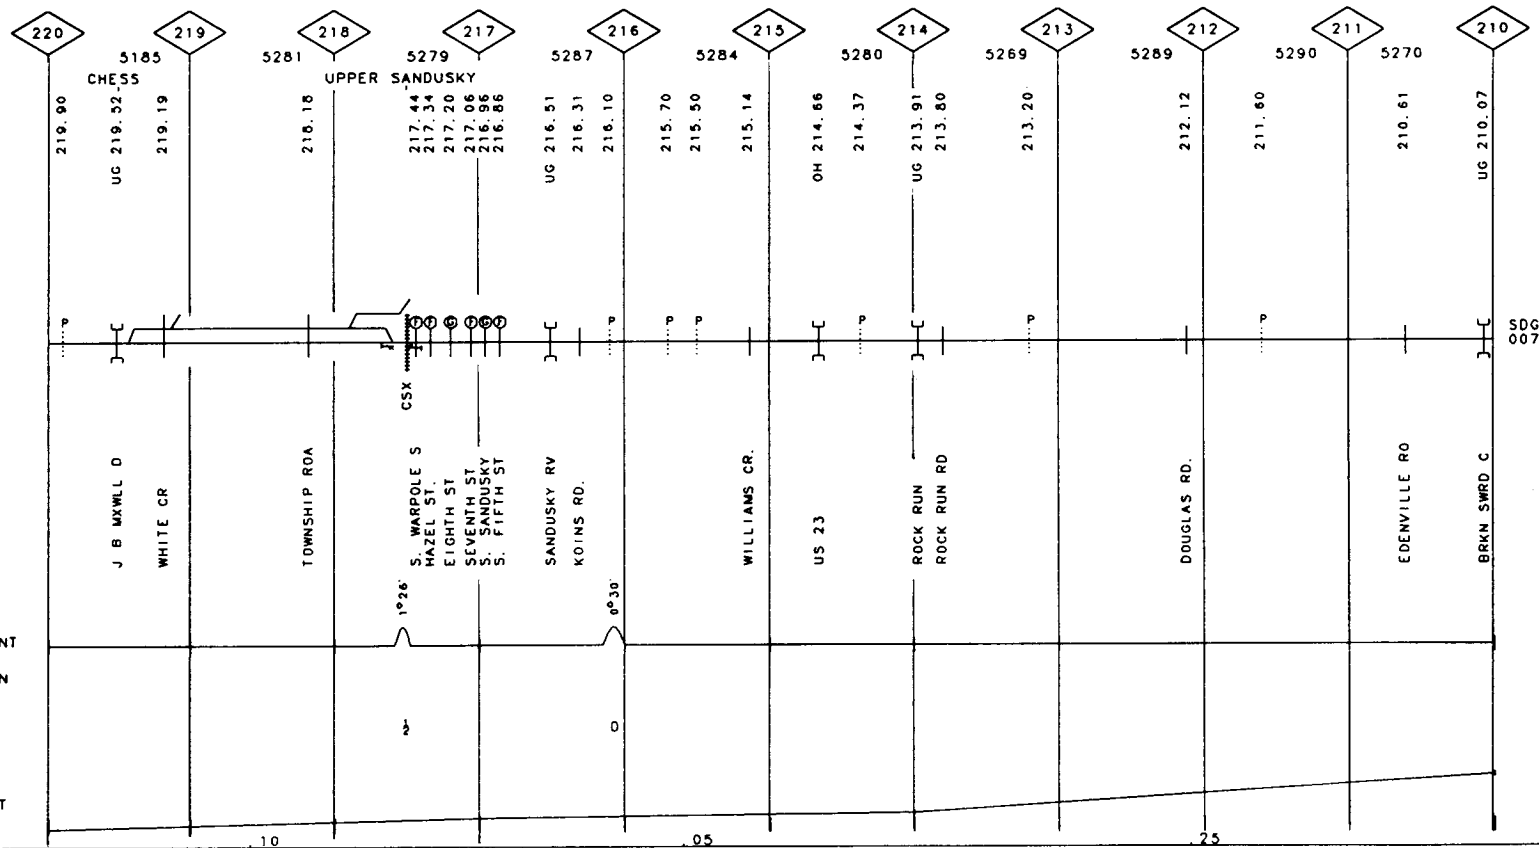 220 219 218 217 216 215 214 213 212 211 210
5185 5281 5279 5287 5284 5280 5269 5289 5290 5270
CHESS UPPER SANDUSKY
219.90
UG 219.52
219.19
218.18
217.44
217.34
217.20
217.06
216.96
216.86
UG 216.51
216.31
216.10
215.70
215.50
215.14
OH 214.66
214.37
UG 213.91
213.80
213.20
212.12
211.60
210.61
UG 210.07
P F F G F G F P P P P P P
SDG
007
CSX
J B MXWLL D
WHITE CR
TOWNSHIP ROA
S. WARPOLE S
HAZEL ST.
EIGHTH ST
SEVENTH ST
S. SANDUSKY
S. FIFTH ST
SANDUSKY RV
KOINS RD.
WILLIAMS CR.
US 23
ROCK RUN
ROCK RUN RD
DOUGLAS RD.
EDENVILLE RO
BRKN SWRD C
1°26'
0°30'
NT
N
1/2 0
T
.10 .05 .25